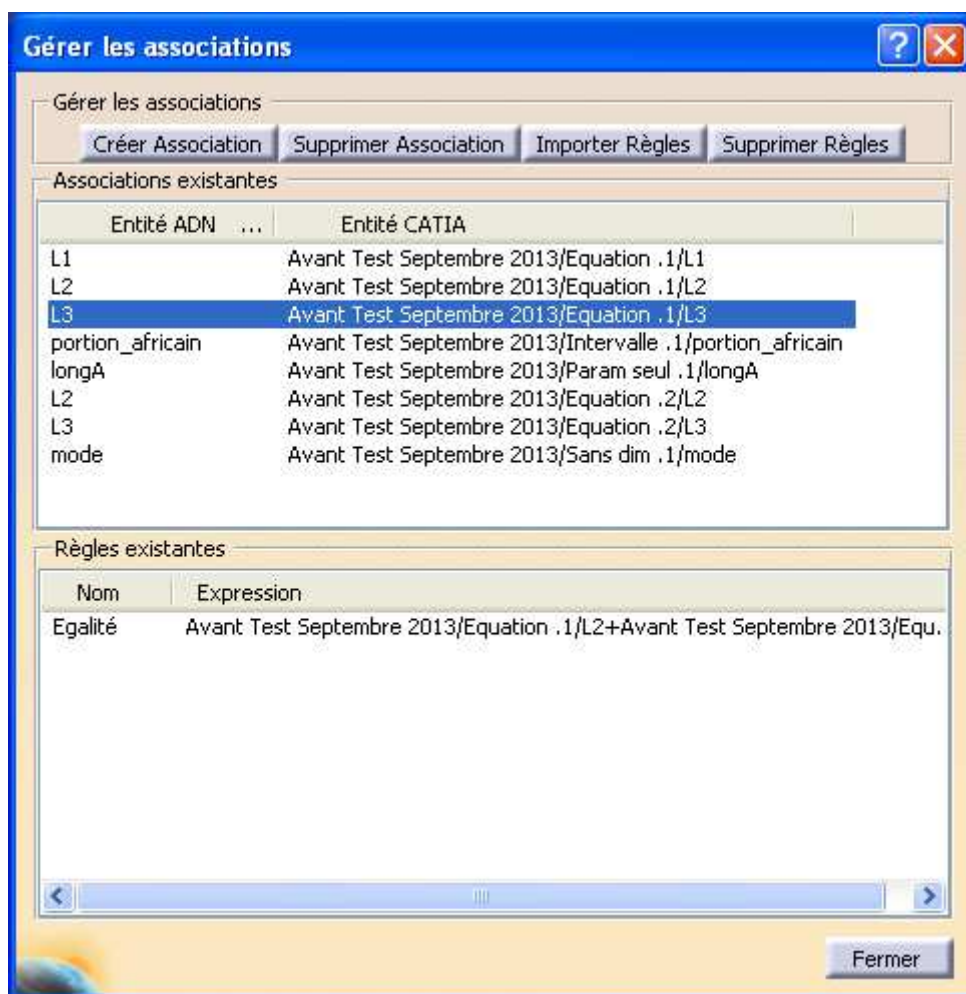 Gérer les associations
Gérer les associations
Créer Association Supprimer Association Importer Règles Supprimer Règles
Associations existantes
Entité ADN ... Entité CATIA
L1 Avant Test Septembre 2013/Equation .1/L1
L2 Avant Test Septembre 2013/Equation .1/L2
L3 Avant Test Septembre 2013/Equation .1/L3
portion_africain Avant Test Septembre 2013/Intervalle .1/portion_africain
longA Avant Test Septembre 2013/Param seul .1/longA
L2 Avant Test Septembre 2013/Equation .2/L2
L3 Avant Test Septembre 2013/Equation .2/L3
mode Avant Test Septembre 2013/Sans dim .1/mode
Règles existantes
Nom Expression
Egalité Avant Test Septembre 2013/Equation .1/L2+Avant Test Septembre 2013/Equ.
Fermer